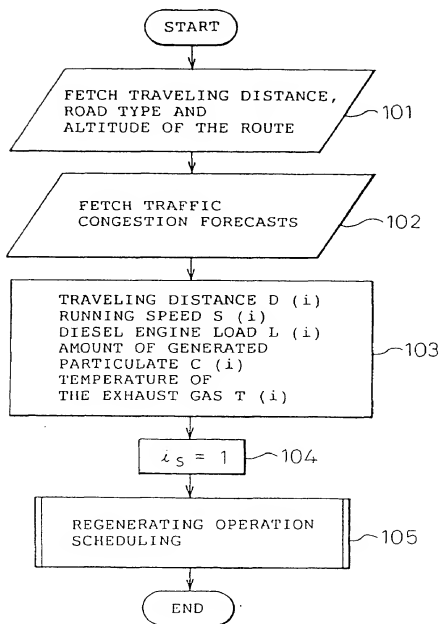 START
FETCH TRAVELING DISTANCE,
ROAD TYPE AND
ALTITUDE OF THE ROUTE
101
FETCH TRAFFIC
CONGESTION FORECASTS
102
TRAVELING DISTANCE D (i)
RUNNING SPEED S (i)
DIESEL ENGINE LOAD L (i)
AMOUNT OF GENERATED
PARTICULATE C (i)
TEMPERATURE OF
THE EXHAUST GAS T (i)
103
i s = 1
104
REGENERATING OPERATION
SCHEDULING
105
END